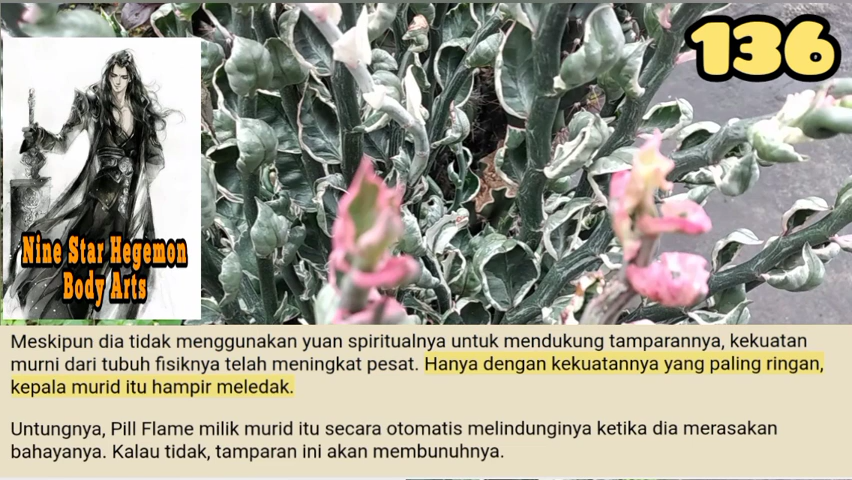 136
Nine Star Hegemon
Body Arts
Meskipun dia tidak menggunakan yuan spiritualnya untuk mendukung tamparannya, kekuatan
murni dari tubuh fisiknya telah meningkat pesat. Hanya dengan kekuatannya yang paling ringan,
kepala murid itu hampir meledak.
Untungnya, Pill Flame milik murid itu secara otomatis melindunginya ketika dia merasakan
bahayanya. Kalau tidak, tamparan ini akan membunuhnya.